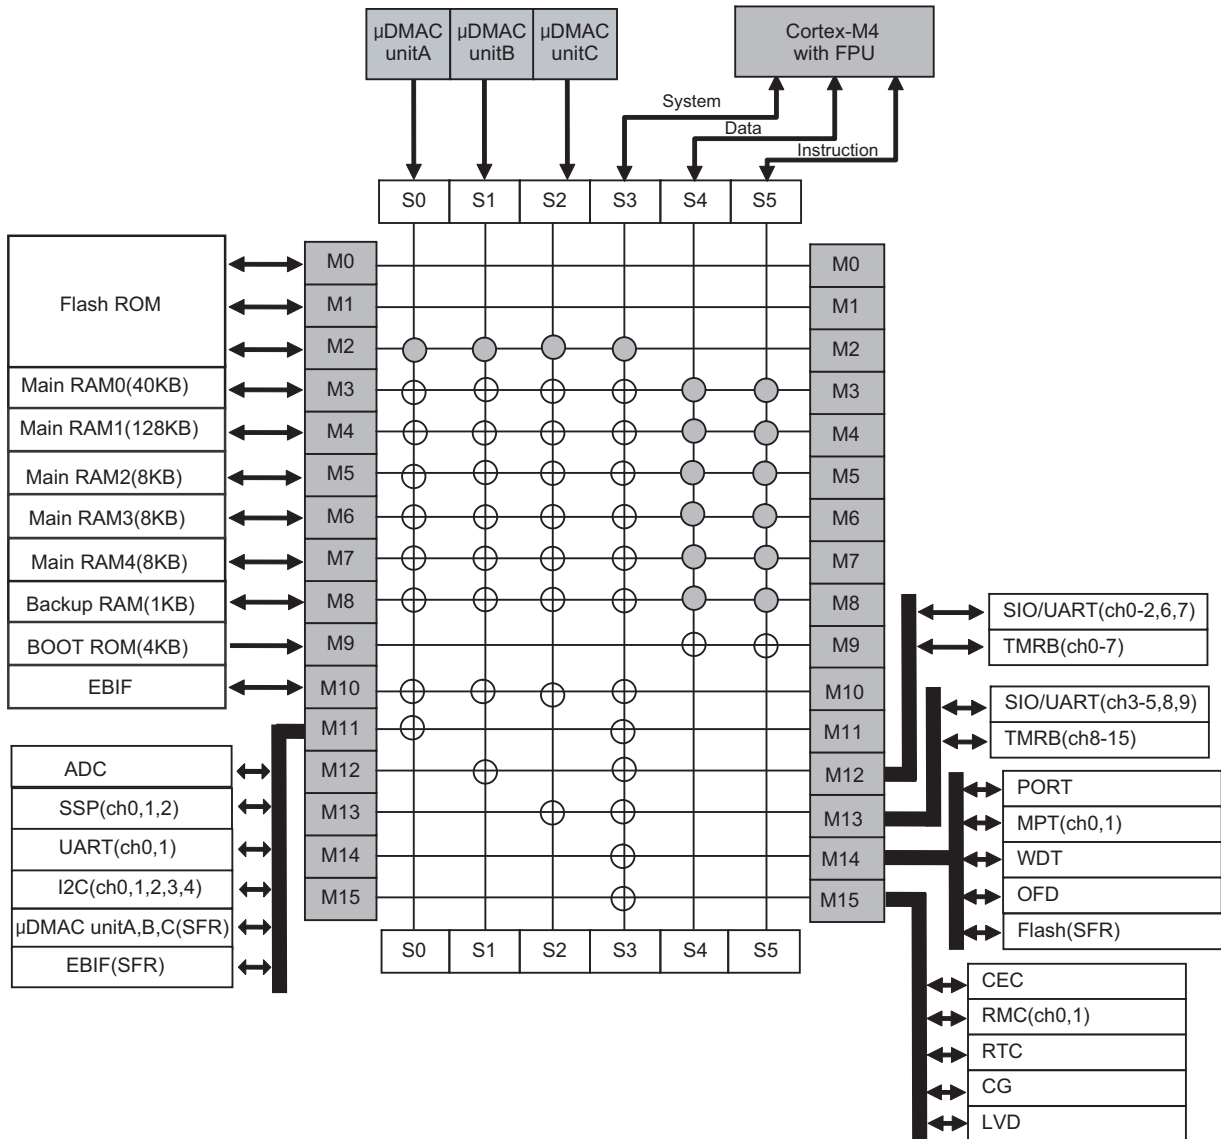 µDMAC
unitA
µDMAC
unitB
µDMAC
unitC
Cortex-M4
with FPU
System
Data
Instruction
S0
S1
S2
S3
S4
S5
Flash ROM
Main RAM0(40KB)
Main RAM1(128KB)
Main RAM2(8KB)
Main RAM3(8KB)
Main RAM4(8KB)
Backup RAM(1KB)
BOOT ROM(4KB)
EBIF
M0
M1
M2
M3
M4
M5
M6
M7
M8
M9
M10
M11
M12
M13
M14
M15
M0
M1
M2
M3
M4
M5
M6
M7
M8
M9
M10
M11
M12
M13
M14
M15
ADC
SSP(ch0,1,2)
UART(ch0,1)
I2C(ch0,1,2,3,4)
µDMAC unitA,B,C(SFR)
EBIF(SFR)
S0
S1
S2
S3
S4
S5
SIO/UART(ch0-2,6,7)
TMRB(ch0-7)
SIO/UART(ch3-5,8,9)
TMRB(ch8-15)
PORT
MPT(ch0,1)
WDT
OFD
Flash(SFR)
CEC
RMC(ch0,1)
RTC
CG
LVD